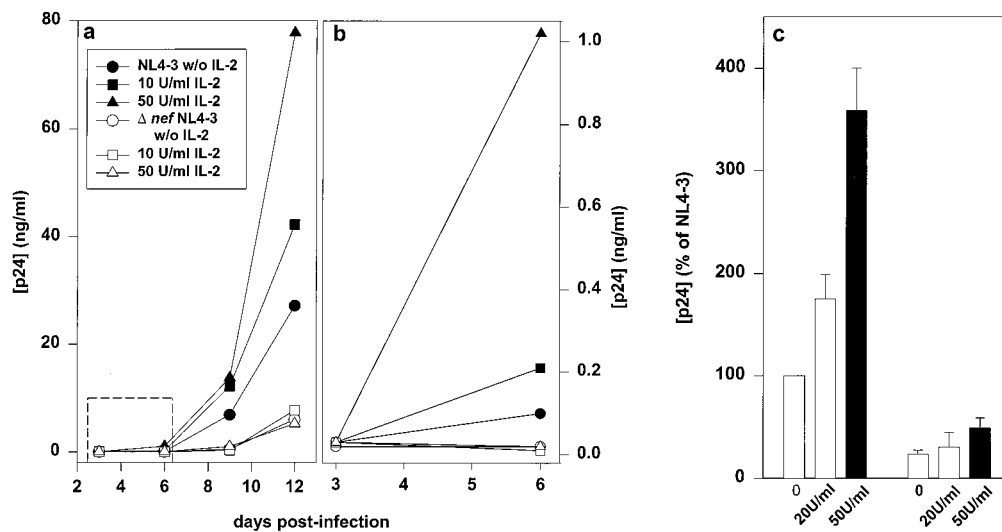 a
80
60
40
20
0
[p24] (ng/ml)
NL4-3 w/o IL-2
10 U/ml IL-2
50 U/ml IL-2
Δ nef NL4-3
w/o IL-2
10 U/ml IL-2
50 U/ml IL-2
2 4 6 8 10 12
b
3 4 5 6
1.0
0.8
0.6
0.4
0.2
0.0
[p24] (ng/ml)
days post-infection
c
400
300
200
100
0
[p24] (% of NL4-3)
0 20U/ml 50U/ml 0 20U/ml 50U/ml